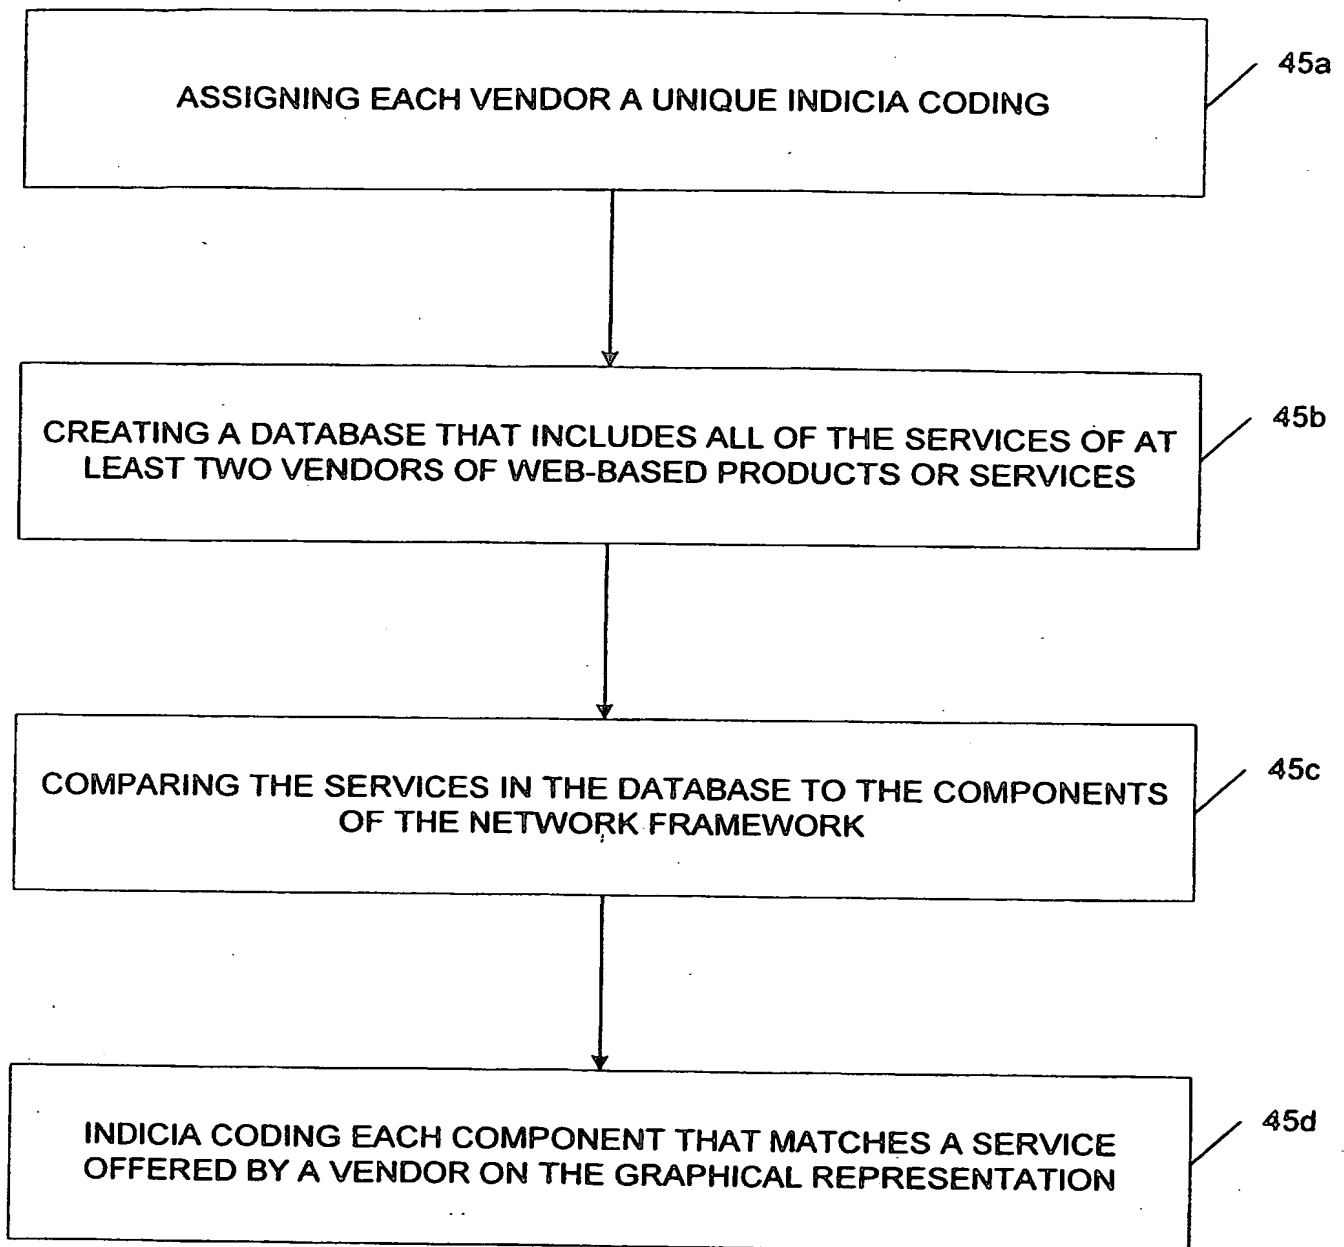 ASSIGNING EACH VENDOR A UNIQUE INDICIA CODING
45a
CREATING A DATABASE THAT INCLUDES ALL OF THE SERVICES OF AT
LEAST TWO VENDORS OF WEB-BASED PRODUCTS OR SERVICES
45b
COMPARING THE SERVICES IN THE DATABASE TO THE COMPONENTS
OF THE NETWORK FRAMEWORK
45c
INDICIA CODING EACH COMPONENT THAT MATCHES A SERVICE
OFFERED BY A VENDOR ON THE GRAPHICAL REPRESENTATION
45d